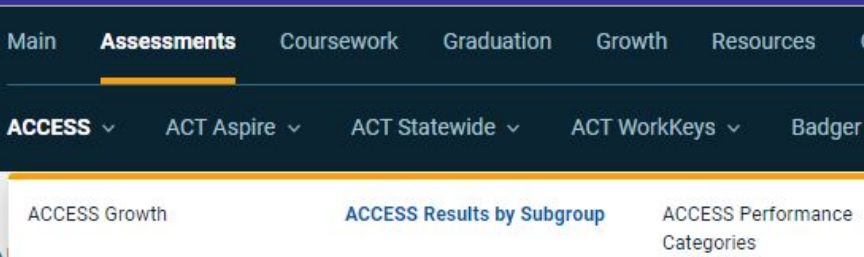 Main Assessments Coursework Graduation Growth Resources
ACCESS ACT Aspire ACT Statewide ACT WorkKeys Badger
ACCESS Growth ACCESS Results by Subgroup ACCESS Performance
Categories